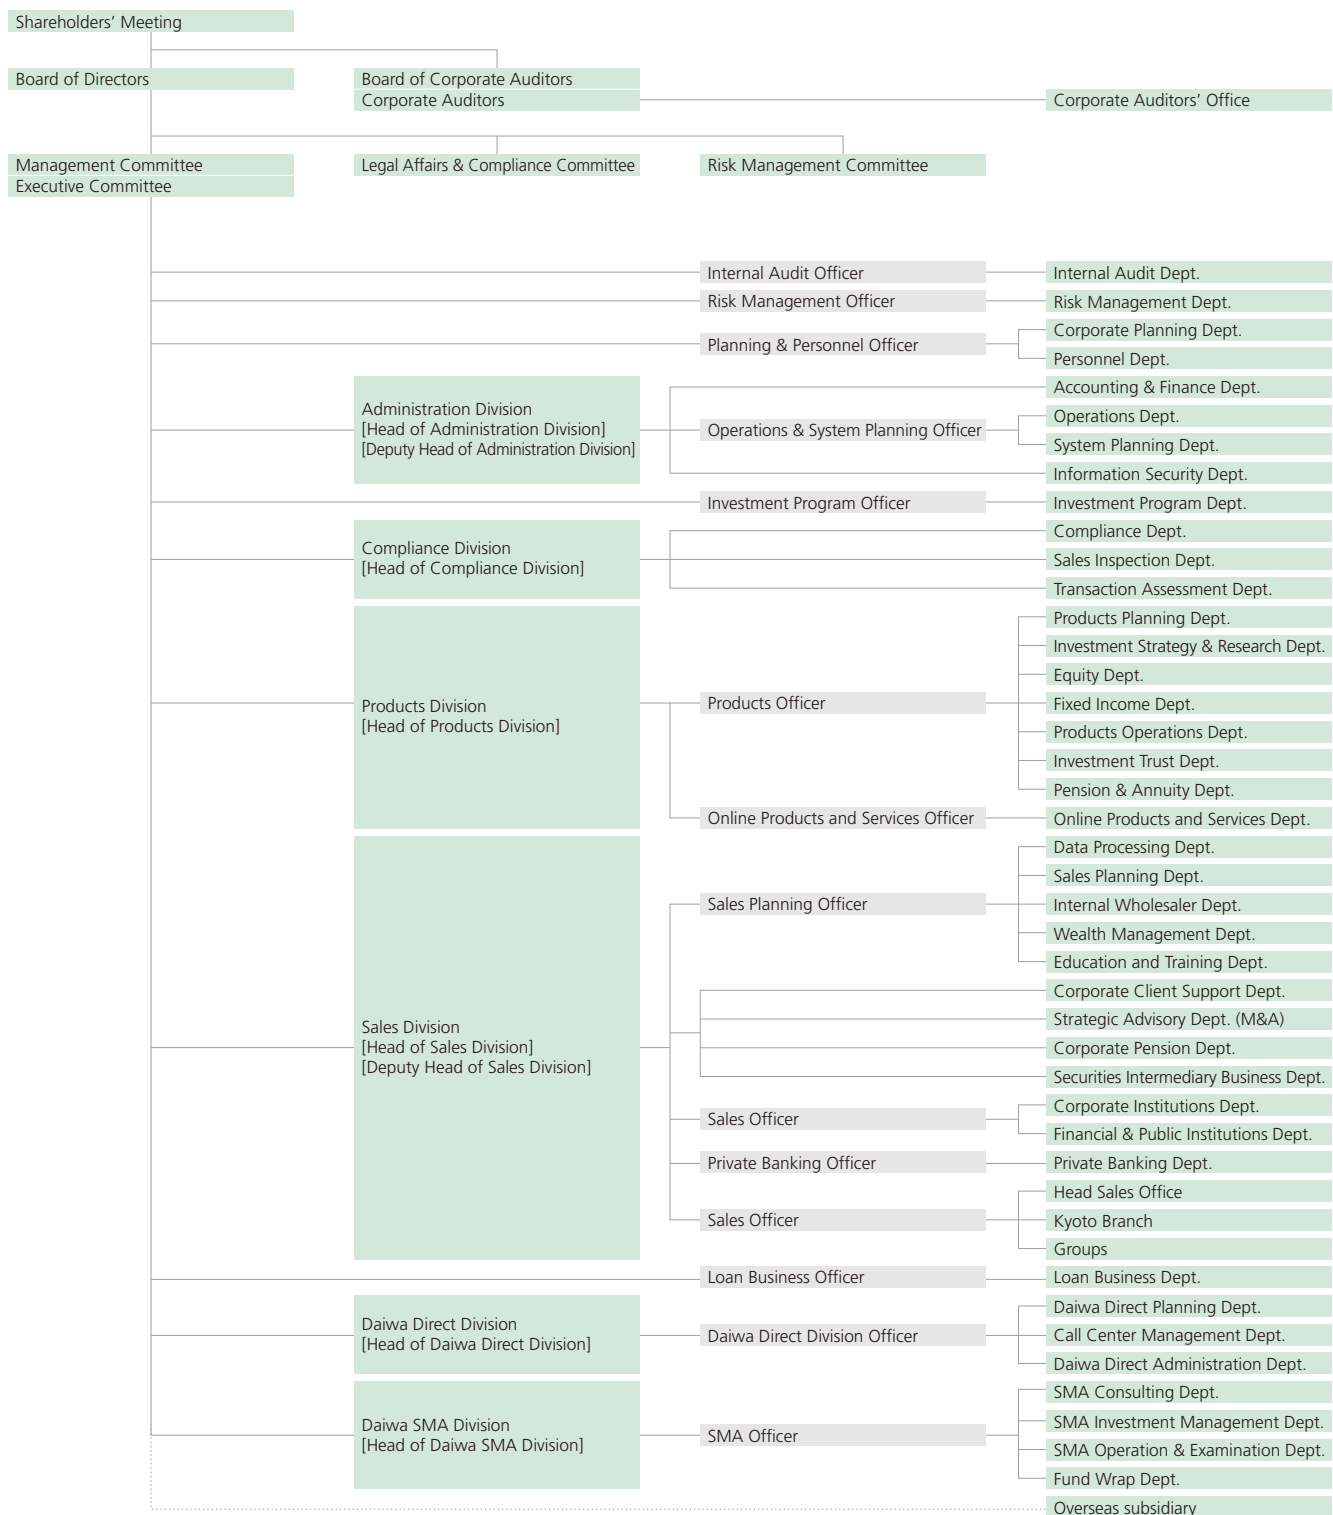 Shareholders’ Meeting
Board of Directors
Board of Corporate Auditors
Corporate Auditors
Corporate Auditors’ Office
Management Committee
Executive Committee
Legal Affairs & Compliance Committee
Risk Management Committee
Internal Audit Officer
Internal Audit Dept.
Risk Management Officer
Risk Management Dept.
Planning & Personnel Officer
Corporate Planning Dept.
Personnel Dept.
Administration Division
[Head of Administration Division]
[Deputy Head of Administration Division]
Accounting & Finance Dept.
Operations & System Planning Officer
Operations Dept.
System Planning Dept.
Information Security Dept.
Investment Program Officer
Investment Program Dept.
Compliance Division
[Head of Compliance Division]
Compliance Dept.
Sales Inspection Dept.
Transaction Assessment Dept.
Products Division
[Head of Products Division]
Products Officer
Products Planning Dept.
Investment Strategy & Research Dept.
Equity Dept.
Fixed Income Dept.
Products Operations Dept.
Investment Trust Dept.
Pension & Annuity Dept.
Online Products and Services Officer
Online Products and Services Dept.
Sales Division
[Head of Sales Division]
[Deputy Head of Sales Division]
Sales Planning Officer
Data Processing Dept.
Sales Planning Dept.
Internal Wholesaler Dept.
Wealth Management Dept.
Education and Training Dept.
Corporate Client Support Dept.
Strategic Advisory Dept. (M&A)
Corporate Pension Dept.
Securities Intermediary Business Dept.
Sales Officer
Corporate Institutions Dept.
Financial & Public Institutions Dept.
Private Banking Officer
Private Banking Dept.
Sales Officer
Head Sales Office
Kyoto Branch
Groups
Loan Business Officer
Loan Business Dept.
Daiwa Direct Division
[Head of Daiwa Direct Division]
Daiwa Direct Division Officer
Daiwa Direct Planning Dept.
Call Center Management Dept.
Daiwa Direct Administration Dept.
Daiwa SMA Division
[Head of Daiwa SMA Division]
SMA Officer
SMA Consulting Dept.
SMA Investment Management Dept.
SMA Operation & Examination Dept.
Fund Wrap Dept.
Overseas subsidiary